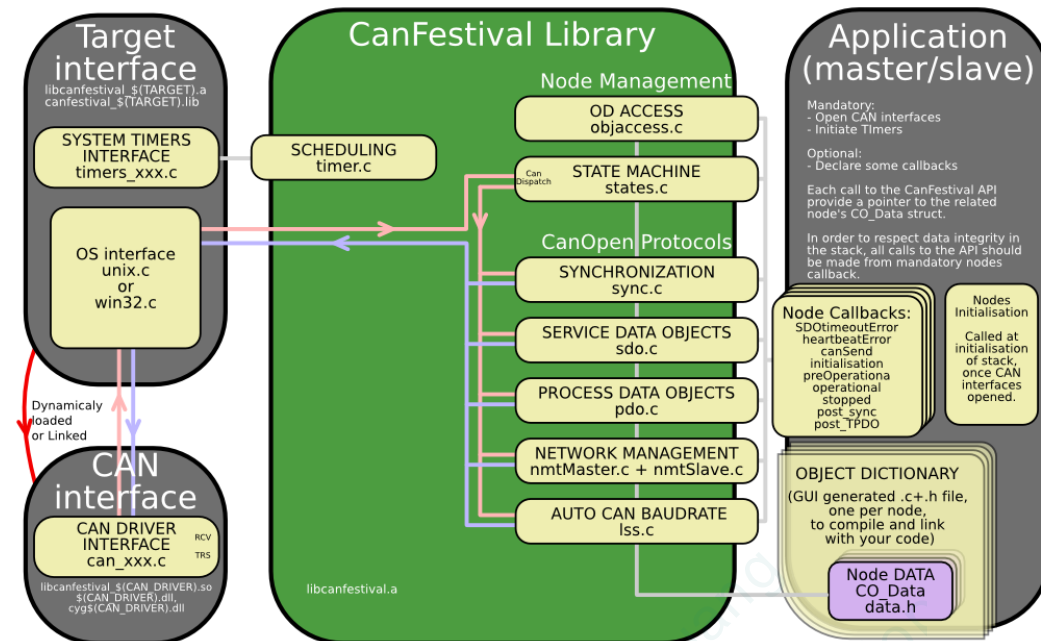 Target
interface
libcanfestival_$(TARGET).a
canfestival_$(TARGET).lib
SYSTEM TIMERS
INTERFACE
timers_xxx.c
OS interface
unix.c
or
win32.c
Dynamicaly
loaded
or Linked
CAN
interface
CAN DRIVER
INTERFACE
can_xxx.c
RCV
TRS
libcanfestival_$(CAN_DRIVER).so
$(CAN_DRIVER).dll,
cyg$(CAN_DRIVER).dll
CanFestival Library
SCHEDULING
timer.c
Node Management
OD ACCESS
objaccess.c
Can
Dispatch
STATE MACHINE
states.c
CanOpen Protocols
SYNCHRONIZATION
sync.c
SERVICE DATA OBJECTS
sdo.c
PROCESS DATA OBJECTS
pdo.c
NETWORK MANAGEMENT
nmtMaster.c + nmtSlave.c
AUTO CAN BAUDRATE
lss.c
libcanfestival.a
Application
(master/slave)
Mandatory:
- Open CAN interfaces
- Initiate TImers
Optional:
- Declare some callbacks
Each call to the CanFestival API
provide a pointer to the related
node's CO_Data struct.
In order to respect data integrity in
the stack, all calls to the API should
be made from mandatory nodes
callback.
Node Callbacks:
SDOtimeoutError
heartbeatError
canSend
initialisation
preOperationa
operational
stopped
post_sync
post_TPDO
Nodes
Initialisation
Called at
initialisation
of stack,
once CAN
interfaces
opened.
OBJECT DICTIONARY
(GUI generated .c+.h file,
one per node,
to compile and link
with your code)
Node DATA
CO_Data
data.h